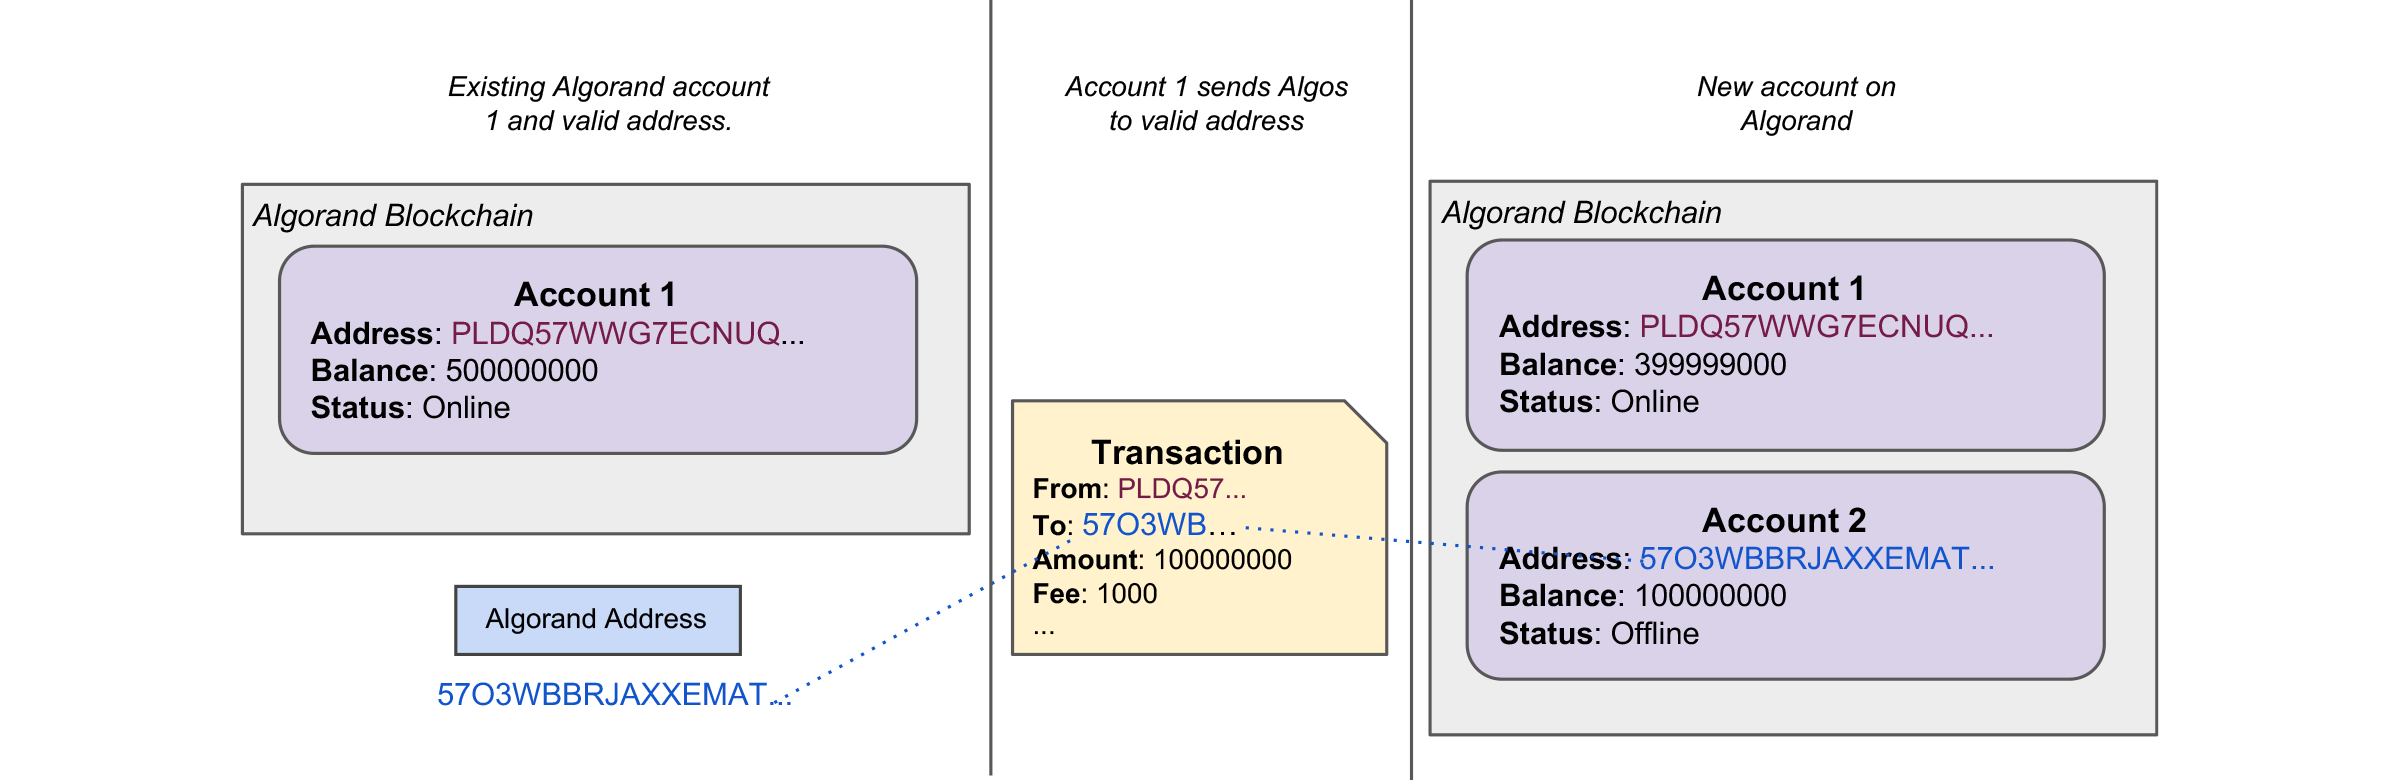 Existing Algorand account
1 and valid address.
Algorand Blockchain
Account 1
Address: PLDQ57WWG7ECNUQ...
Balance: 500000000
Status: Online
Algorand Address
57O3WBBRJAXXEMAT...
Account 1 sends Algos
to valid address
Transaction
From: PLDQ57...
To: 57O3WB...
Amount: 100000000
Fee: 1000
...
New account on
Algorand
Algorand Blockchain
Account 1
Address: PLDQ57WWG7ECNUQ...
Balance: 399999000
Status: Online
Account 2
Address: 57O3WBBRJAXXEMAT...
Balance: 100000000
Status: Offline